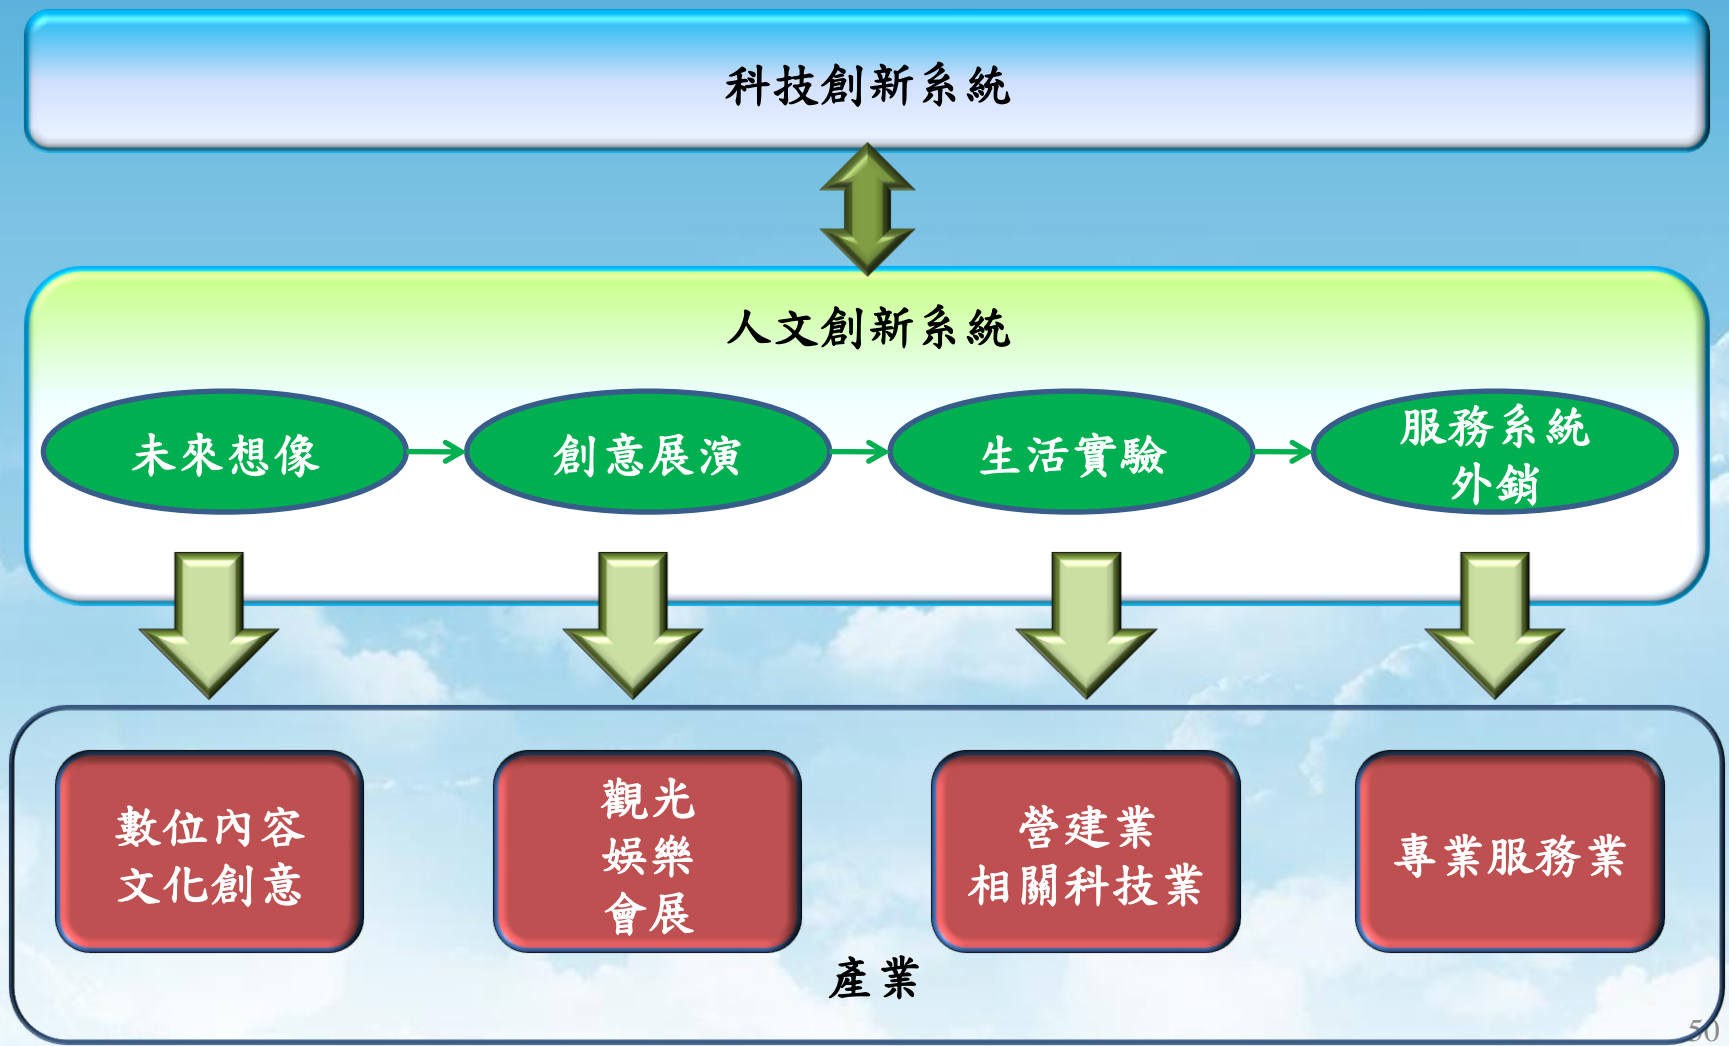 科技創新系統
人文創新系統
未來想像
創意展演
生活實驗
服務系統
外銷
數位內容
文化創意
觀光
娛樂
會展
營建業
相關科技業
專業服務業
產業
50